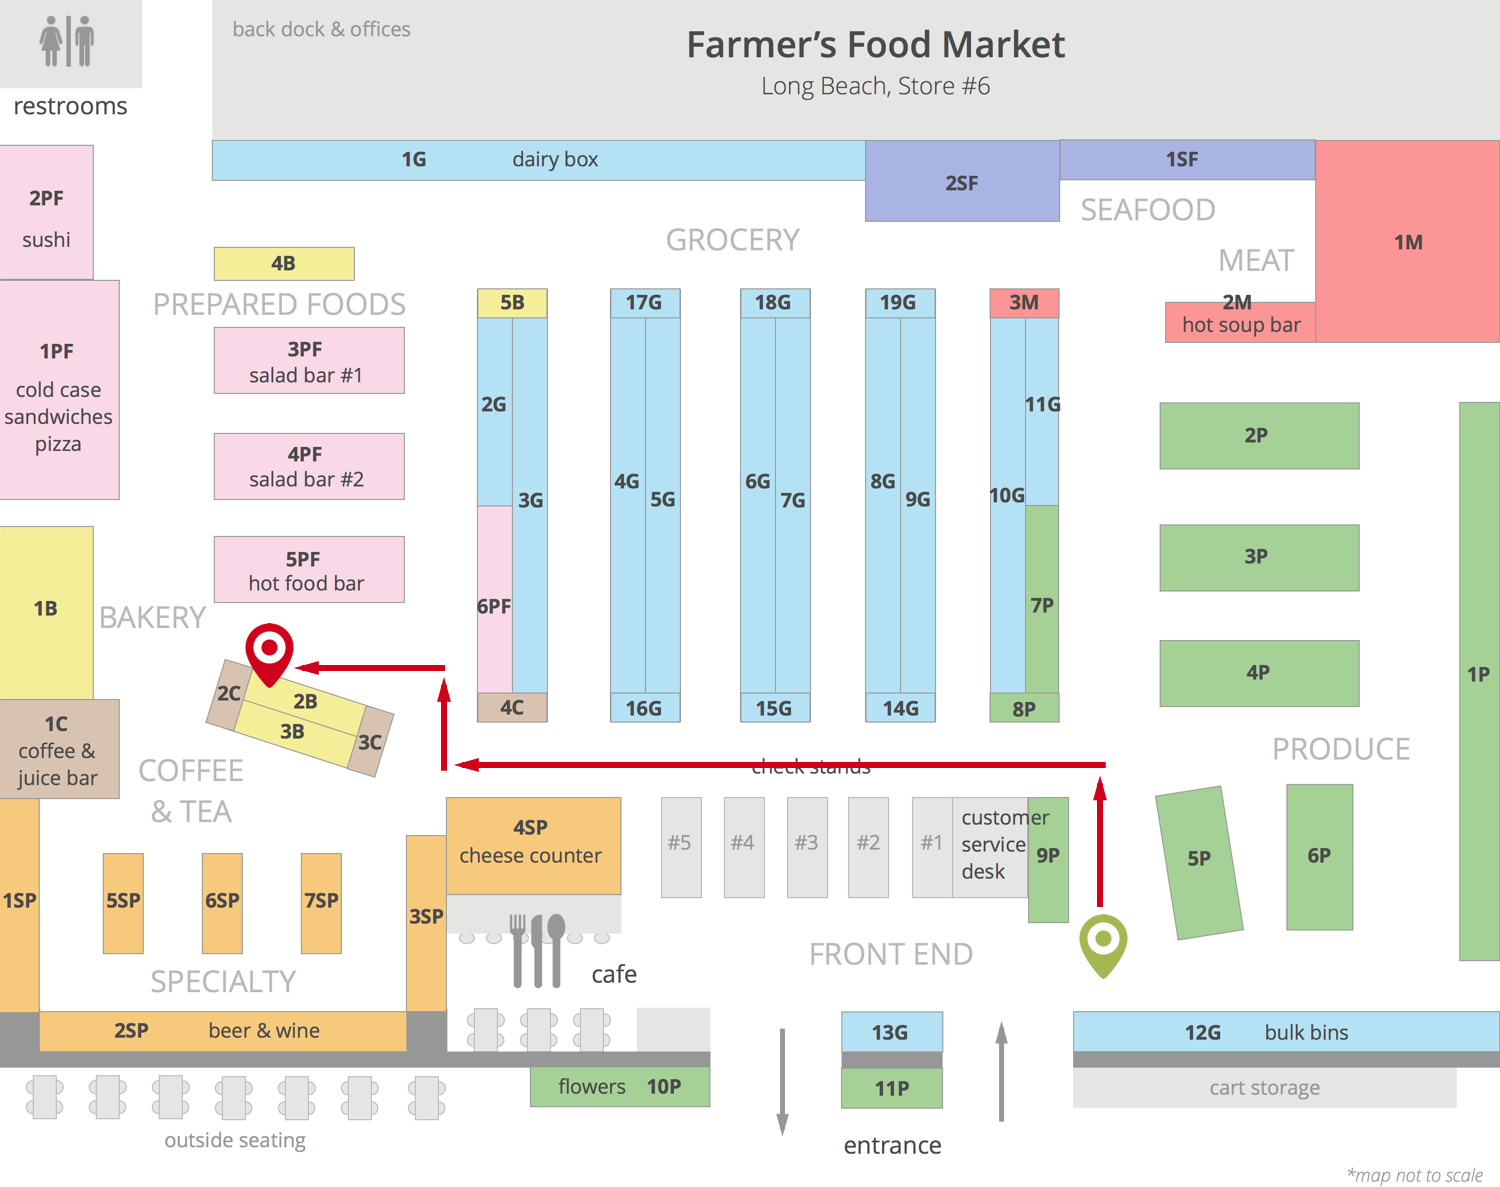 back dock & offices
Farmer's Food Market
Long Beach, Store #6
restrooms
1G dairy box
2SF
1SF
SEAFOOD
2PF
sushi
GROCERY
1M
MEAT
4B
PREPARED FOODS
5B
17G
18G
19G
3M
2M
hot soup bar
1PF
cold case
sandwiches
pizza
3PF
salad bar #1
4PF
salad bar #2
5PF
hot food bar
2G
3G
6PF
4G
5G
6G
7G
8G
9G
10G
11G
7P
2P
3P
4P
1P
1B
BAKERY
2C
2B
3B
3C
4C
16G
15G
14G
8P
1C
coffee &
juice bar
COFFEE
& TEA
PRODUCE
check stands
4SP
cheese counter
#5
#4
#3
#2
#1
customer
service
desk
9P
5P
6P
1SP
5SP
6SP
7SP
3SP
SPECIALTY
cafe
FRONT END
2SP beer & wine
13G
12G bulk bins
flowers 10P
11P
cart storage
outside seating
entrance
*map not to scale